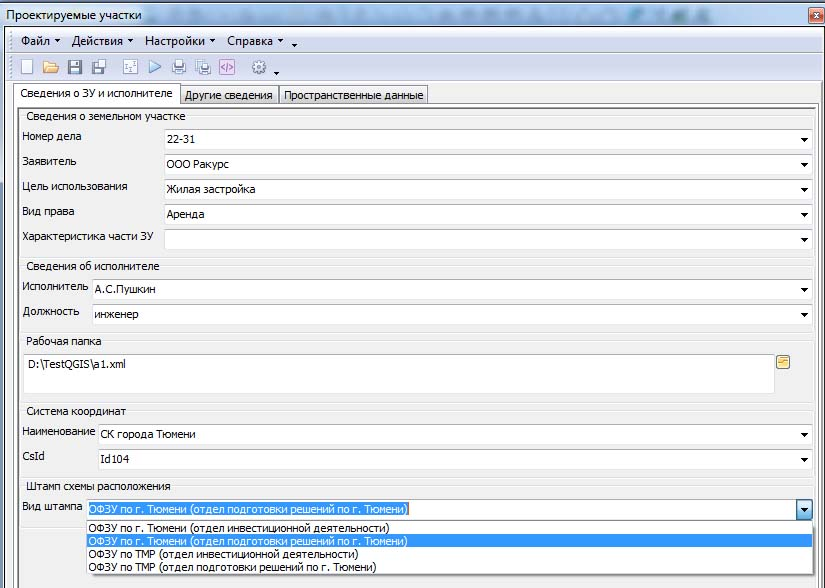 Проектируемые участки
Файл Действия Настройки Справка
Сведения о ЗУ и исполнителе Другие сведения Пространственные данные
Сведения о земельном участке
Номер дела 22-31
Заявитель ООО Ракурс
Цель использования Жилая застройка
Вид права Аренда
Характеристика части ЗУ
Сведения об исполнителе
Исполнитель А.С.Пушкин
Должность инженер
Рабочая папка
D:\TestQGIS\a1.xml
Система координат
Наименование СК города Тюмени
CsId Id104
Штамп схемы расположения
Вид штампа ОФЗУ по г. Тюмени (отдел подготовки решений по г. Тюмени)
ОФЗУ по г. Тюмени (отдел инвестиционной деятельности)
ОФЗУ по г. Тюмени (отдел подготовки решений по г. Тюмени)
ОФЗУ по ТМР (отдел инвестиционной деятельности)
ОФЗУ по ТМР (отдел подготовки решений по г. Тюмени)